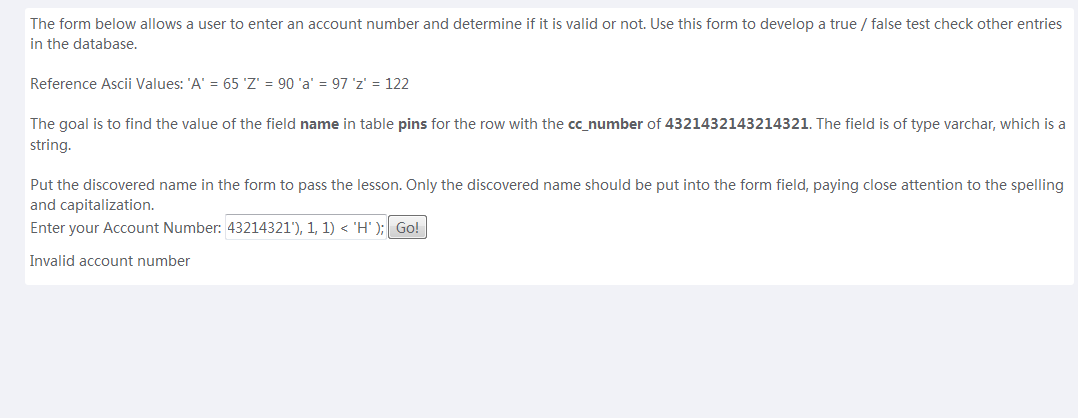 The form below allows a user to enter an account number and determine if it is valid or not. Use this form to develop a true / false test check other entries
in the database.
Reference Ascii Values: 'A' = 65 'Z' = 90 'a' = 97 'z' = 122
The goal is to find the value of the field name in table pins for the row with the cc_number of 4321432143214321. The field is of type varchar, which is a
string.
Put the discovered name in the form to pass the lesson. Only the discovered name should be put into the form field, paying close attention to the spelling
and capitalization.
Enter your Account Number: 43214321'), 1, 1) < 'H' ); Go!
Invalid account number